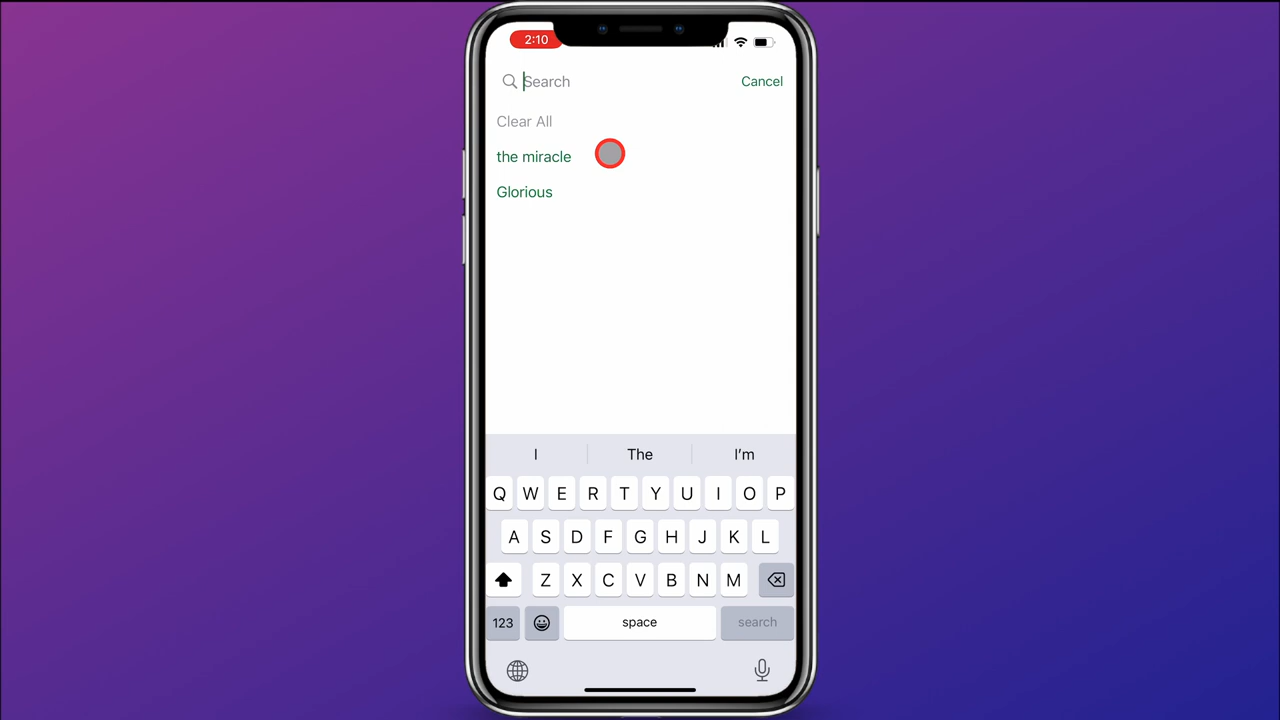 2:10
Search
Cancel
Clear All
the miracle
Glorious
I The I'm
Q W E R T Y U I O P
A S D F G H J K L
Z X C V B N M
123 space search